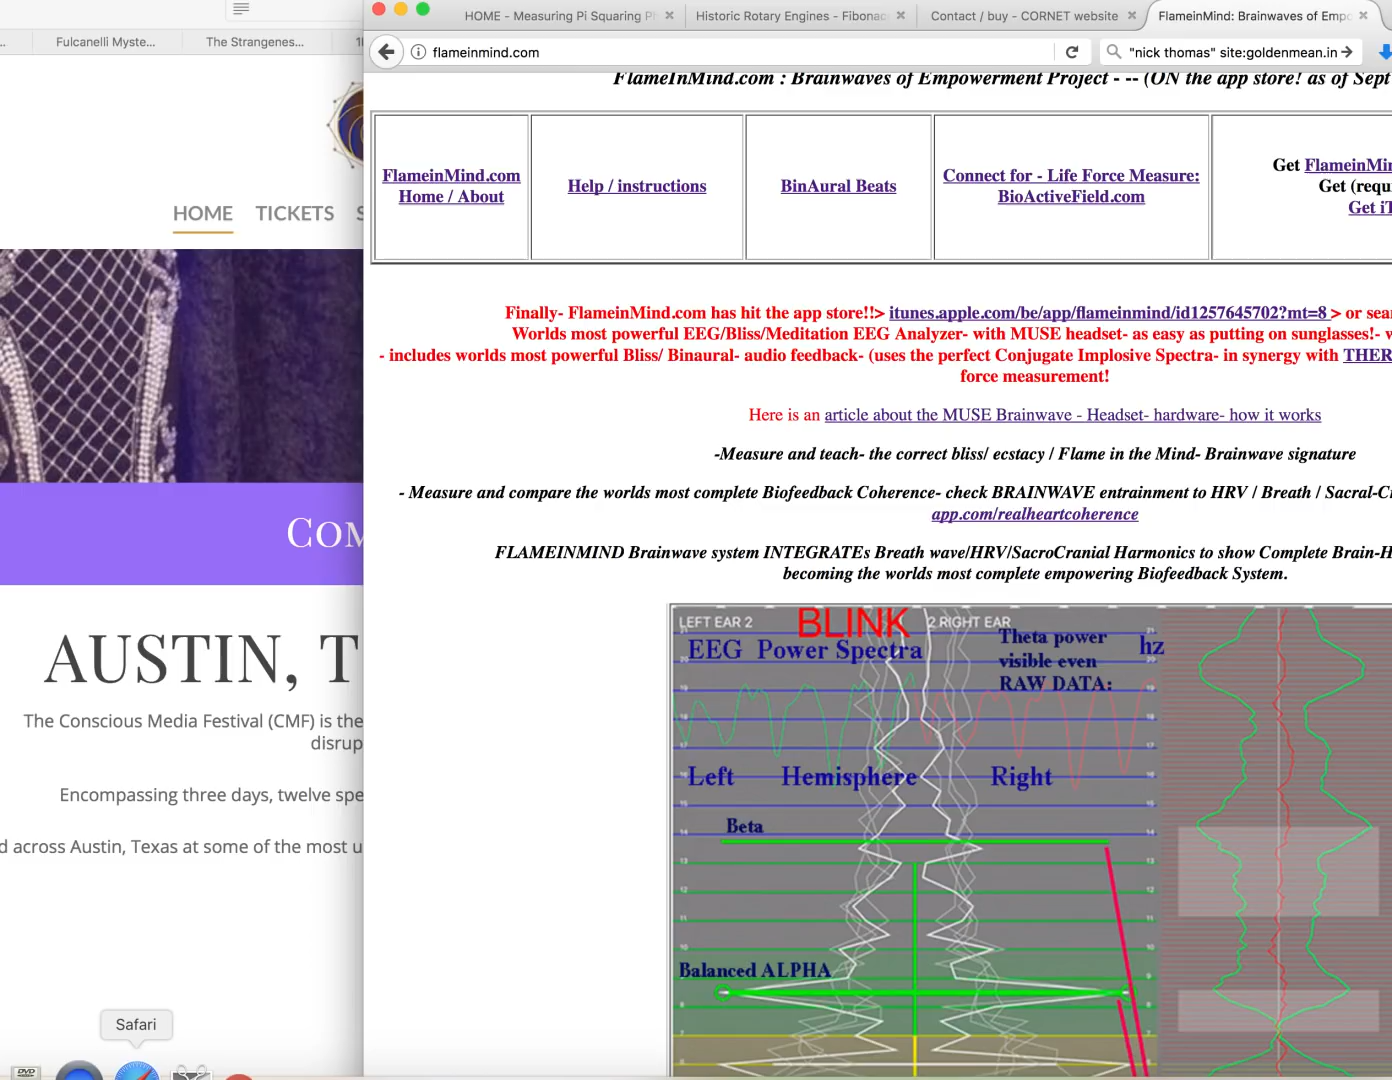 HOME - Measuring Pi Squaring P
Historic Rotary Engines - Fibonac
Contact / buy - CORNET website
FlameinMind: Brainwaves of Empo
..
Fulcanelli Myste...
The Strangenes...
flameinmind.com
"nick thomas" site:goldenmean.in
FlameInMind.com : Brainwaves of Empowerment Project - -- (ON the app store! as of Sept
FlameinMind.com
Home / About
Help / instructions
BinAural Beats
Connect for - Life Force Measure:
BioActiveField.com
Get FlameinMin
Get (requ
Get iT
HOME TICKETS S
Finally- FlameinMind.com has hit the app store!!> itunes.apple.com/be/app/flameinmind/id1257645702?mt=8 > or sea
Worlds most powerful EEG/Bliss/Meditation EEG Analyzer- with MUSE headset- as easy as putting on sunglasses!- w
- includes worlds most powerful Bliss/ Binaural- audio feedback- (uses the perfect Conjugate Implosive Spectra- in synergy with THER
force measurement!
Here is an article about the MUSE Brainwave - Headset- hardware- how it works
-Measure and teach- the correct bliss/ ecstacy / Flame in the Mind- Brainwave signature
- Measure and compare the worlds most complete Biofeedback Coherence- check BRAINWAVE entrainment to HRV / Breath / Sacral-C
app.com/realheartcoherence
FLAMEINMIND Brainwave system INTEGRATEs Breath wave/HRV/SacroCranial Harmonics to show Complete Brain-H
becoming the worlds most complete empowering Biofeedback System.
COM
AUSTIN, T
The Conscious Media Festival (CMF) is the
disrup
Encompassing three days, twelve spe
d across Austin, Texas at some of the most u
LEFT EAR 2
BLINK
2 RIGHT EAR
EEG Power Spectra
Theta power
visible even
RAW DATA:
hz
Left Hemisphere Right
Beta
Balanced ALPHA
Safari
DVD